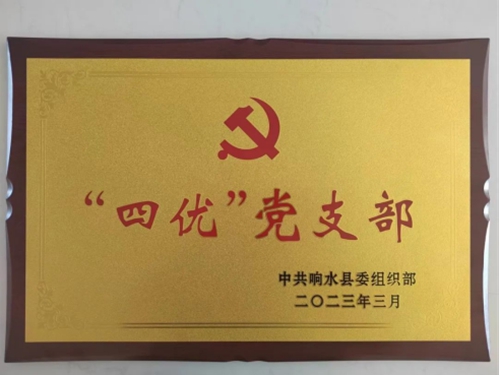 “四优”党支部
中共响水县委组织部
二〇二三年三月